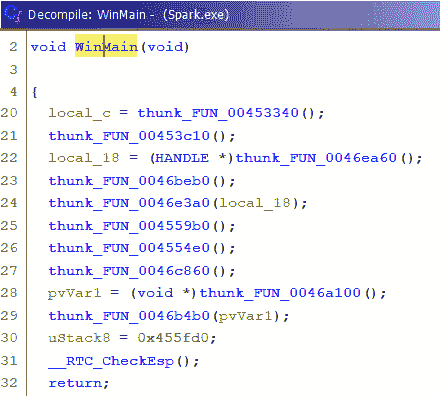 Decompile: WinMain - (Spark.exe)
2 void WinMain(void)
3
4 {
20 local_c = thunk_FUN_00453340();
21 thunk_FUN_00453c10();
22 local_18 = (HANDLE *)thunk_FUN_0046ea60();
23 thunk_FUN_0046beb0();
24 thunk_FUN_0046e3a0(local_18);
25 thunk_FUN_004559b0();
26 thunk_FUN_004554e0();
27 thunk_FUN_0046c860();
28 pvVar1 = (void *)thunk_FUN_0046a100();
29 thunk_FUN_0046b4b0(pvVar1);
30 uStack8 = 0x455fd0;
31 __RTC_CheckEsp();
32 return;